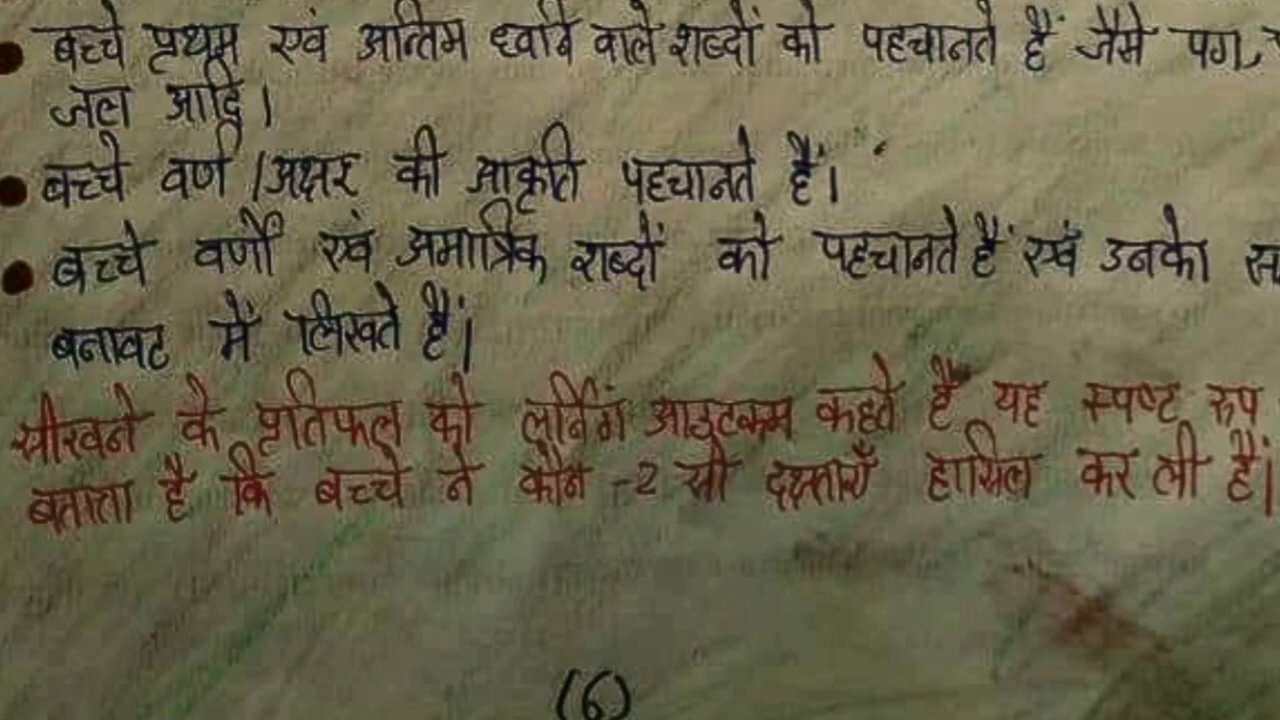 बच्चे प्रथम एवं अन्तिम ध्वनि वाले शब्दों को पहचानते हैं जैसे पग,
जल आदि।
बच्चे वर्ण/अक्षर की आकृति पहचानते हैं।
बच्चे वर्णों एवं अमात्रिक शब्दों को पहचानते हैं एवं उनको
बनावट में लिखते हैं।
सीखने के प्रतिफल को लर्निंग आउटकम कहते हैं यह स्पष्ट रुप
बताता है कि बच्चे ने कौन-2 सी दक्षताएँ हासिल कर ली हैं।
(6)